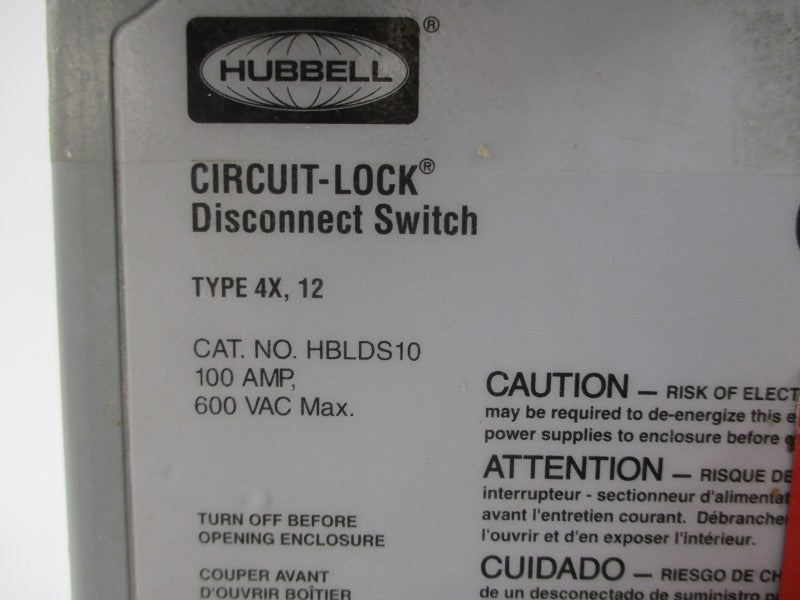 HUBBELL®
CIRCUIT-LOCK®
Disconnect Switch
TYPE 4X, 12
CAT. NO. HBLDS10
100 AMP,
600 VAC Max.
TURN OFF BEFORE
OPENING ENCLOSURE
COUPER AVANT
D'OUVRIR BOÎTIER
CAUTION — RISK OF ELECT
may be required to de-energize this e
power supplies to enclosure before
ATTENTION — RISQUE DE
interrupteur - sectionneur d'alimentat
avant l'entretien courant. Débranche
l'ouvrir et d'en exposer l'intérieur.
CUIDADO — RIESGO DE CH
de un desconectado de suministro p